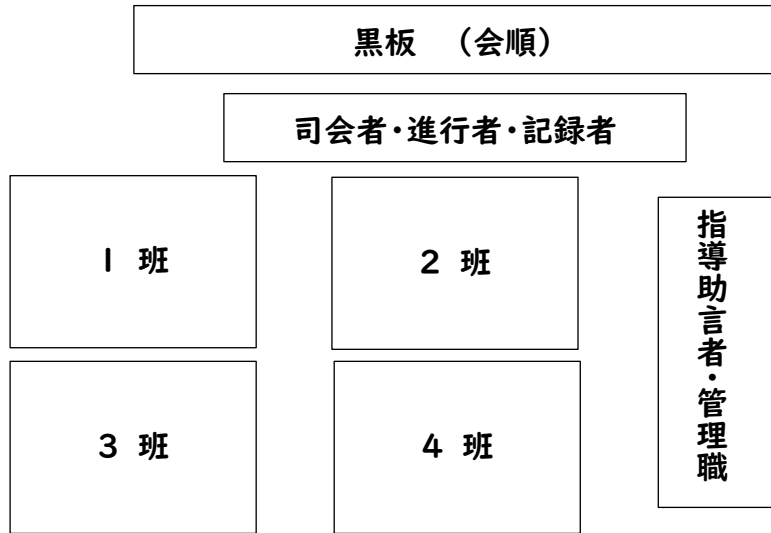 黒板　（会順）
司会者・進行者・記録者
１ 班
２ 班
指導助言者・管理職
３ 班
４ 班